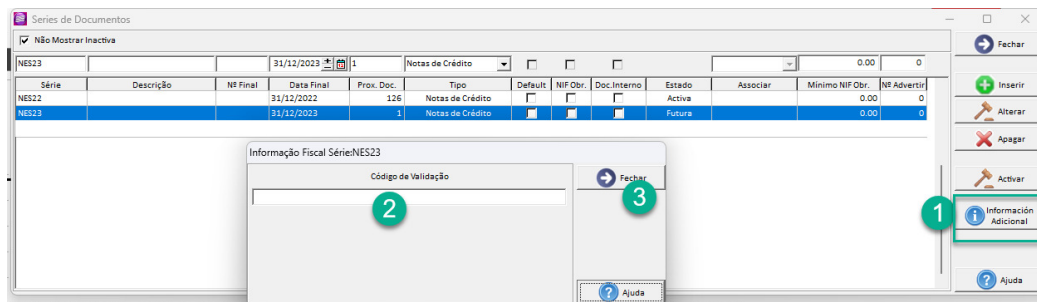 Series de Documentos
Não Mostrar Inactiva
NES23 31/12/2023 1 Notas de Crédito 0.00 0
Série Descrição Nº Final Data Final Prox. Doc. Tipo Default NIF Obr. Doc.Interno Estado Associar Minimo NIF Obr. Nº Advertir
NES22 31/12/2022 126 Notas de Crédito Activa 0.00 0
NES23 31/12/2023 1 Notas de Crédito Futura 0.00 0
Informação Fiscal Série:NES23
Código de Validação
2
Fechar
3
Ajuda
Fechar
Inserir
Alterar
Apagar
Activar
1
Información
Adicional
Ajuda